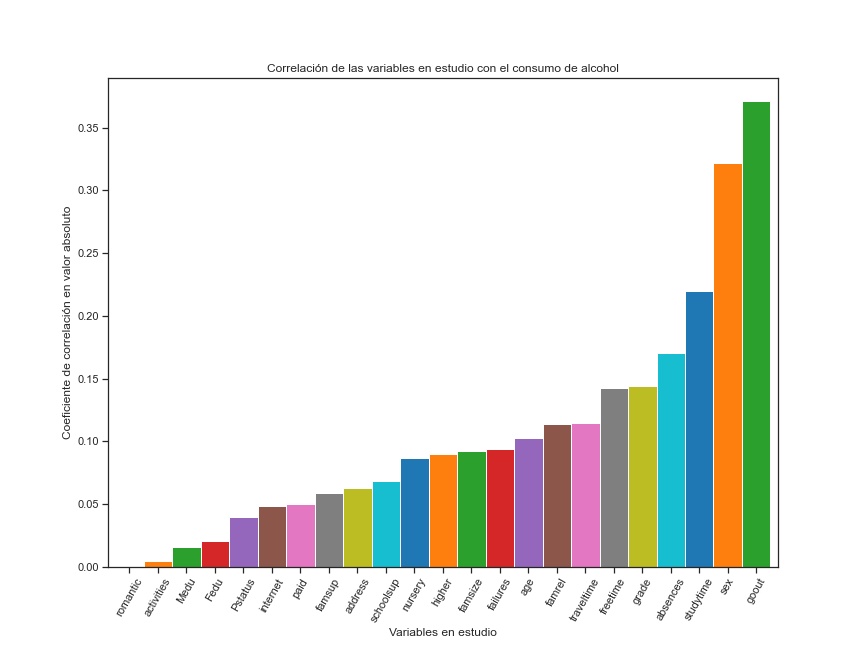 Correlación de las variables en estudio con el consumo de alcohol
Coeficiente de correlación en valor absoluto
0.35
0.30
0.25
0.20
0.15
0.10
0.05
0.00
romantic
activities
Medu
Fedu
Pstatus
internet
paid
famsup
address
schoolsup
nursery
higher
famsize
failures
age
famrel
traveltime
freetime
grade
absences
studytime
sex
goout
Variables en estudio